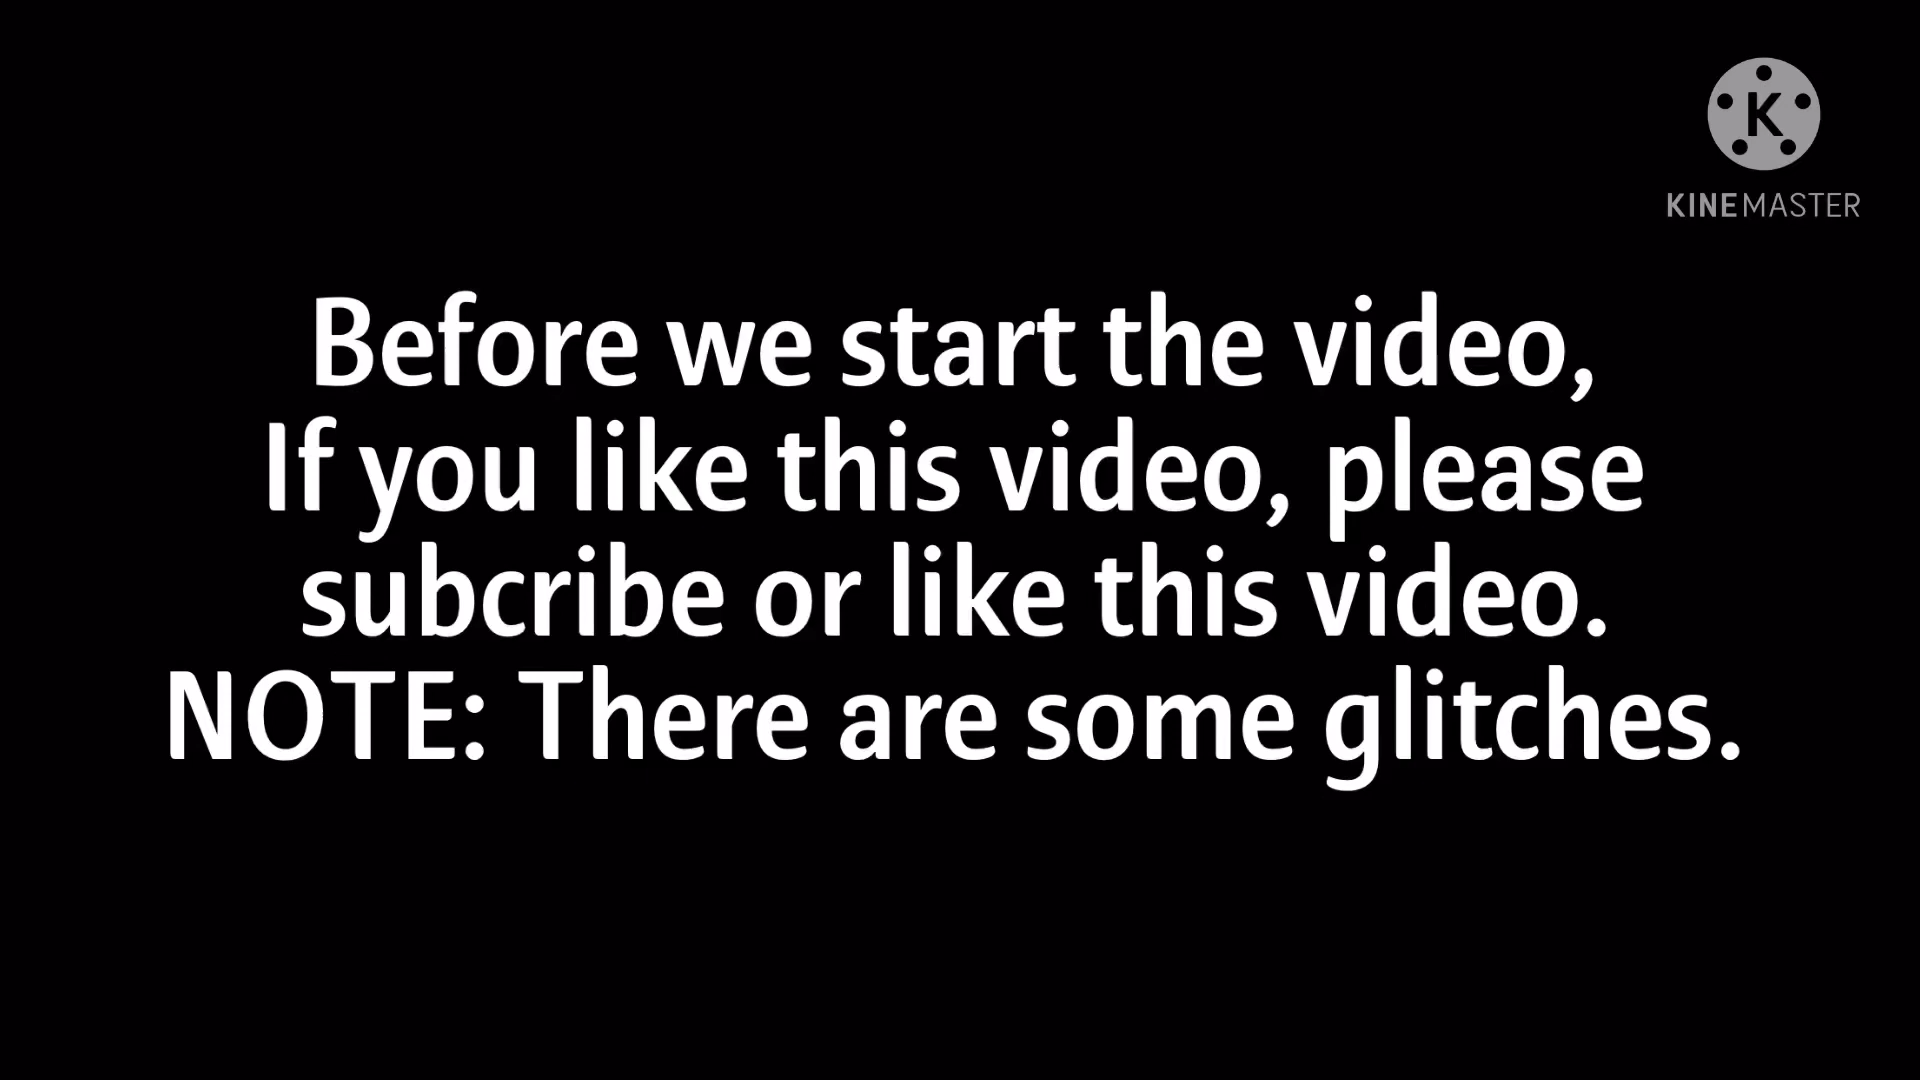 K
KINEMASTER
Before we start the video,
If you like this video, please
subcribe or like this video.
NOTE: There are some glitches.